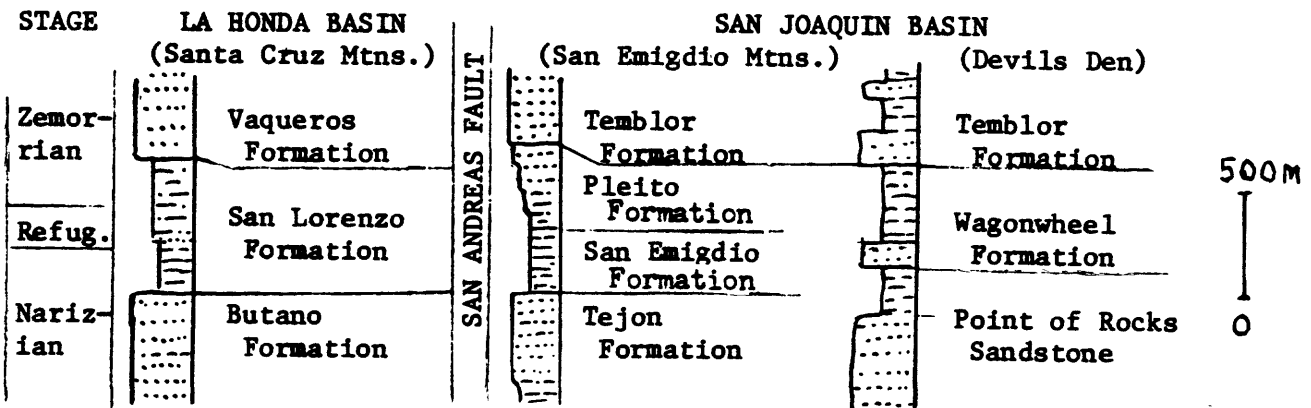 STAGE
LA HONDA BASIN
(Santa Cruz Mtns.)
SAN ANDREAS FAULT
SAN JOAQUIN BASIN
(San Emigdio Mtns.)
(Devils Den)
Zemor-
rian
Refug.
Nariz-
ian
Vaqueros
Formation
San Lorenzo
Formation
Butano
Formation
Temblor
Formation
Pleito
Formation
San Emigdio
Formation
Tejon
Formation
Temblor
Formation
Wagonwheel
Formation
Point of Rocks
Sandstone
500M
0